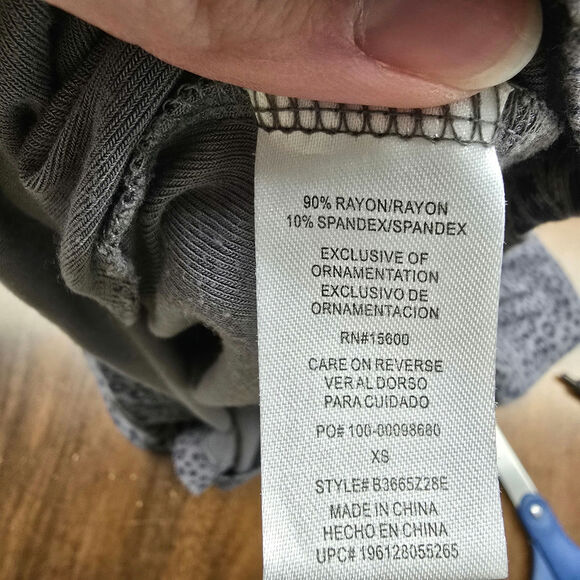 90% RAYON/RAYON
10% SPANDEX/SPANDEX
EXCLUSIVE OF
ORNAMENTATION
EXCLUSIVO DE
ORNAMENTACION
RN#15600
CARE ON REVERSE
VER AL DORSO
PARA CUIDADO
PO# 100-00098680
XS
STYLE# B3665Z28E
MADE IN CHINA
HECHO EN CHINA
UPC# 196128055265